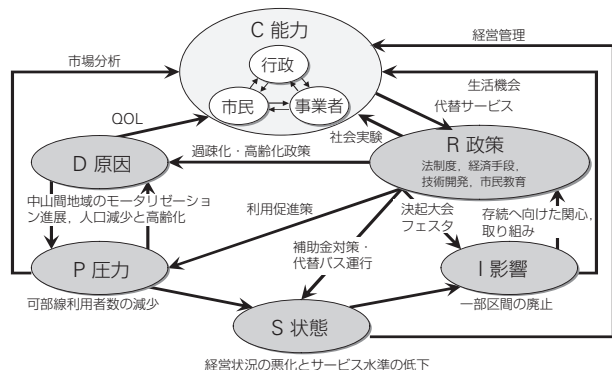 C 能力
経営管理
市場分析
行政
生活機会
市民
事業者
代替サービス
QOL
社会実験
R 政策
過疎化・高齢化政策
法制度，経済手段，
技術開発，市民教育
D 原因
中山間地域のモータリゼーショ
ン進展，人口減少と高齢化
利用促進策
決起大会
フェスタ
存続へ向けた関心，
取り組み
補助金対策・
代替バス運行
P 圧力
I 影響
可部線利用者数の減少
一部区間の廃止
S 状態
経営状況の悪化とサービス水準の低下